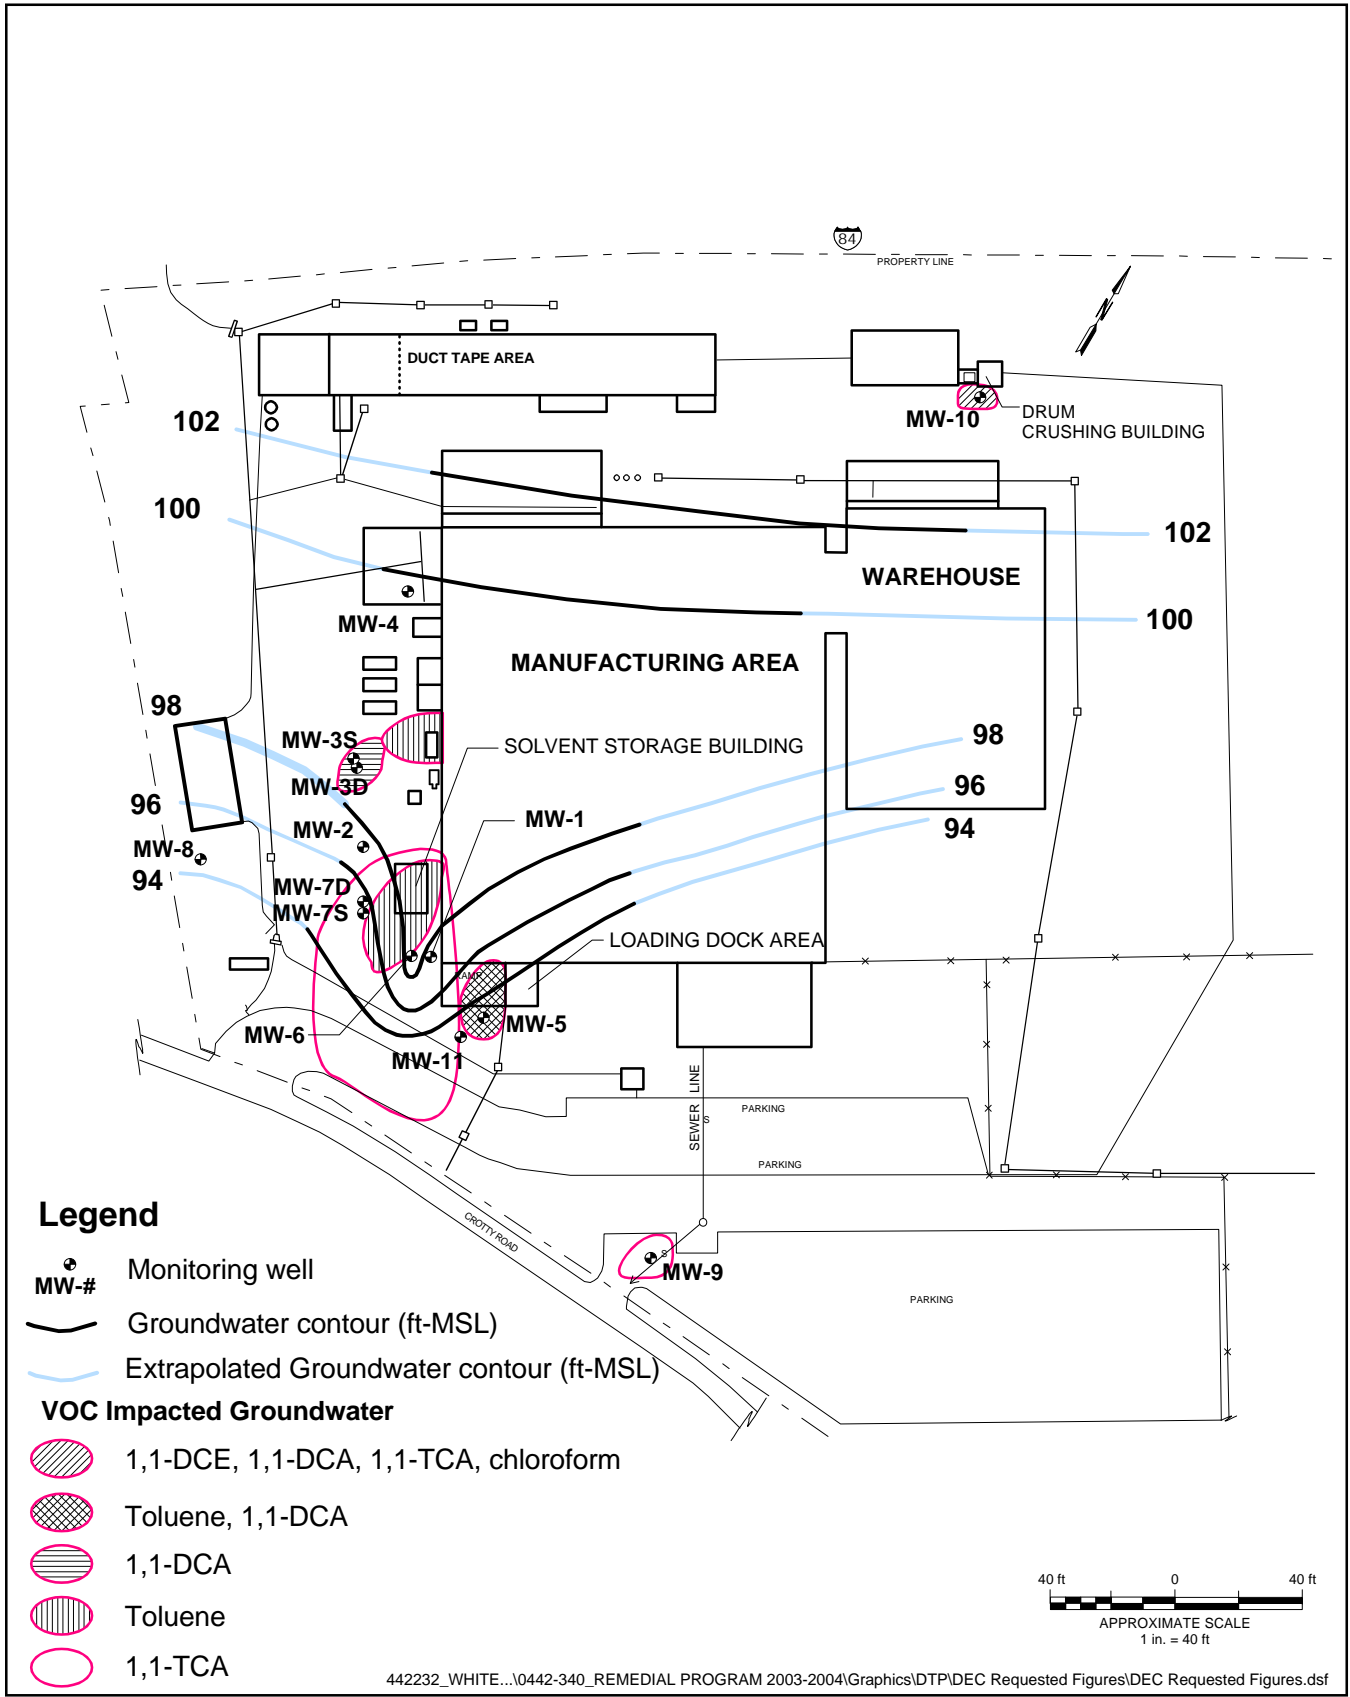 84
PROPERTY LINE
N
DUCT TAPE AREA
MW-10
DRUM
CRUSHING BUILDING
102
102
100
100
WAREHOUSE
MW-4
MANUFACTURING AREA
98
98
MW-3S
SOLVENT STORAGE BUILDING
MW-3D
96
96
MW-2
MW-1
94
MW-8
94
MW-7D
MW-7S
LOADING DOCK AREA
RAMP
MW-5
MW-6
MW-11
SEWER LINE
S
PARKING
PARKING
CROTTY ROAD
S
MW-9
PARKING
Legend
MW-#
Monitoring well
Groundwater contour (ft-MSL)
Extrapolated Groundwater contour (ft-MSL)
VOC Impacted Groundwater
1,1-DCE, 1,1-DCA, 1,1-TCA, chloroform
Toluene, 1,1-DCA
1,1-DCA
Toluene
1,1-TCA
40 ft 0 40 ft
APPROXIMATE SCALE
1 in. = 40 ft
442232_WHITE...\0442-340_REMEDIAL PROGRAM 2003-2004\Graphics\DTP\DEC Requested Figures\DEC Requested Figures.dsf